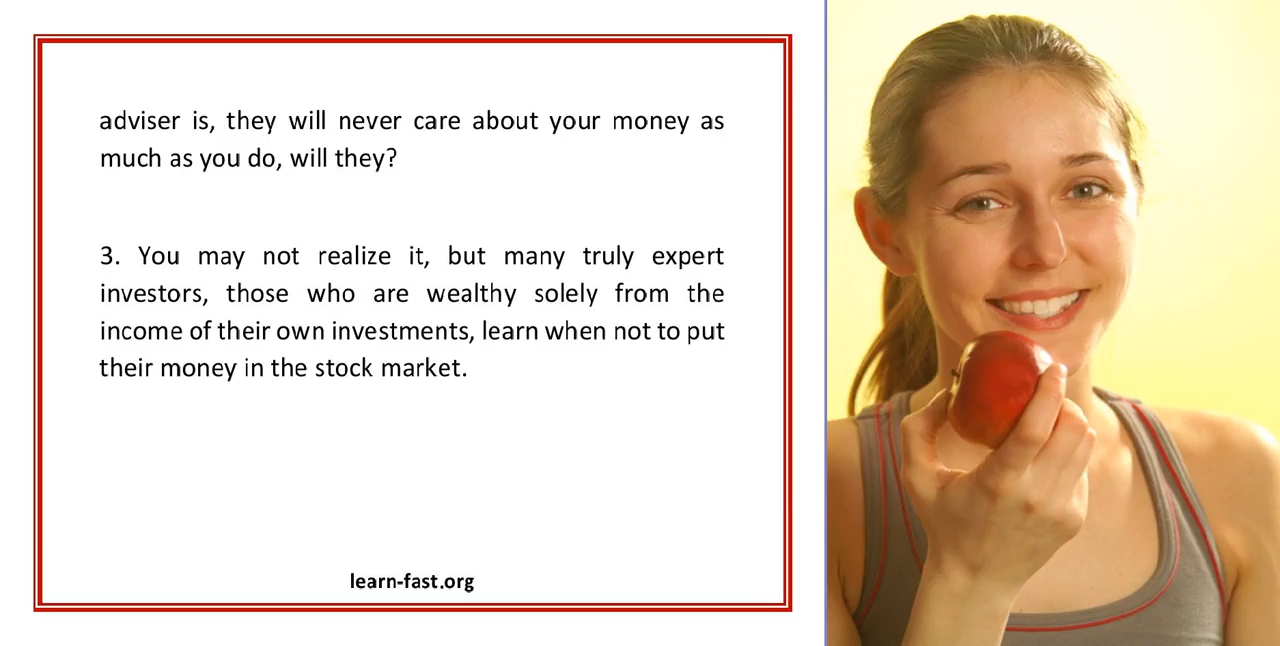 adviser is, they will never care about your money as
much as you do, will they?
3. You may not realize it, but many truly expert
investors, those who are wealthy solely from the
income of their own investments, learn when not to put
their money in the stock market.
learn-fast.org